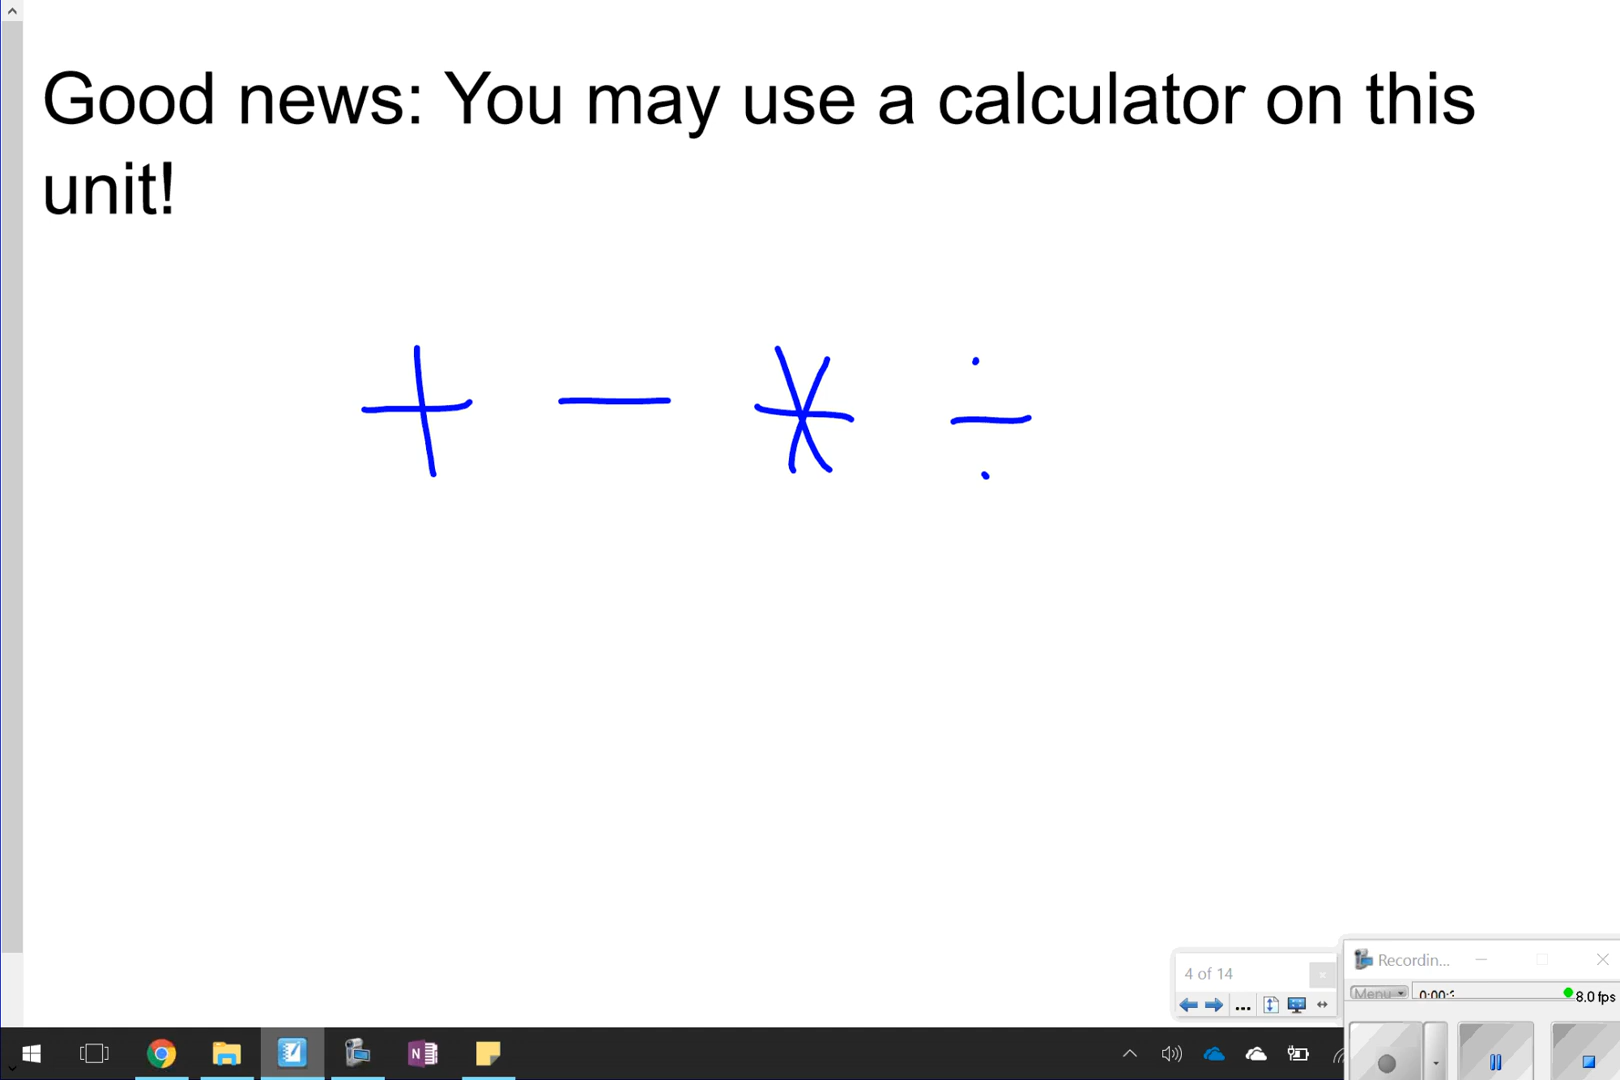 Good news: You may use a calculator on this
unit!
+ − * ÷
4 of 14
Recordin...
Menu
8.0 fps
N